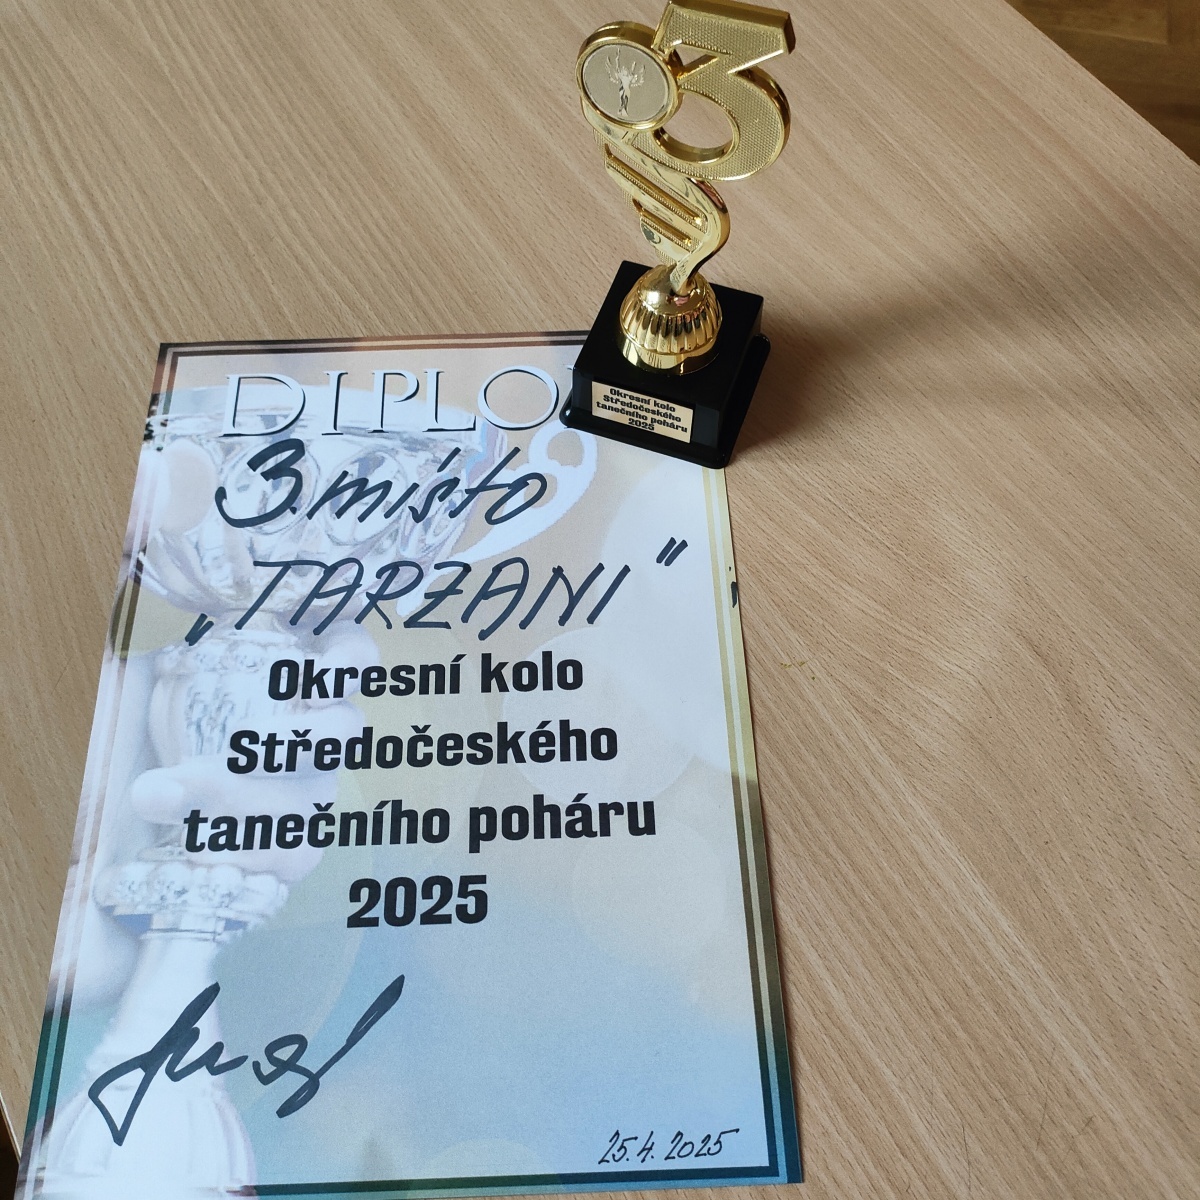 3
Okresní kolo
Středočeského
tanečního poháru
2025
DIPLO
3. místo
„TARZANI"
Okresní kolo
Středočeského
tanečního poháru
2025
25.4.2025